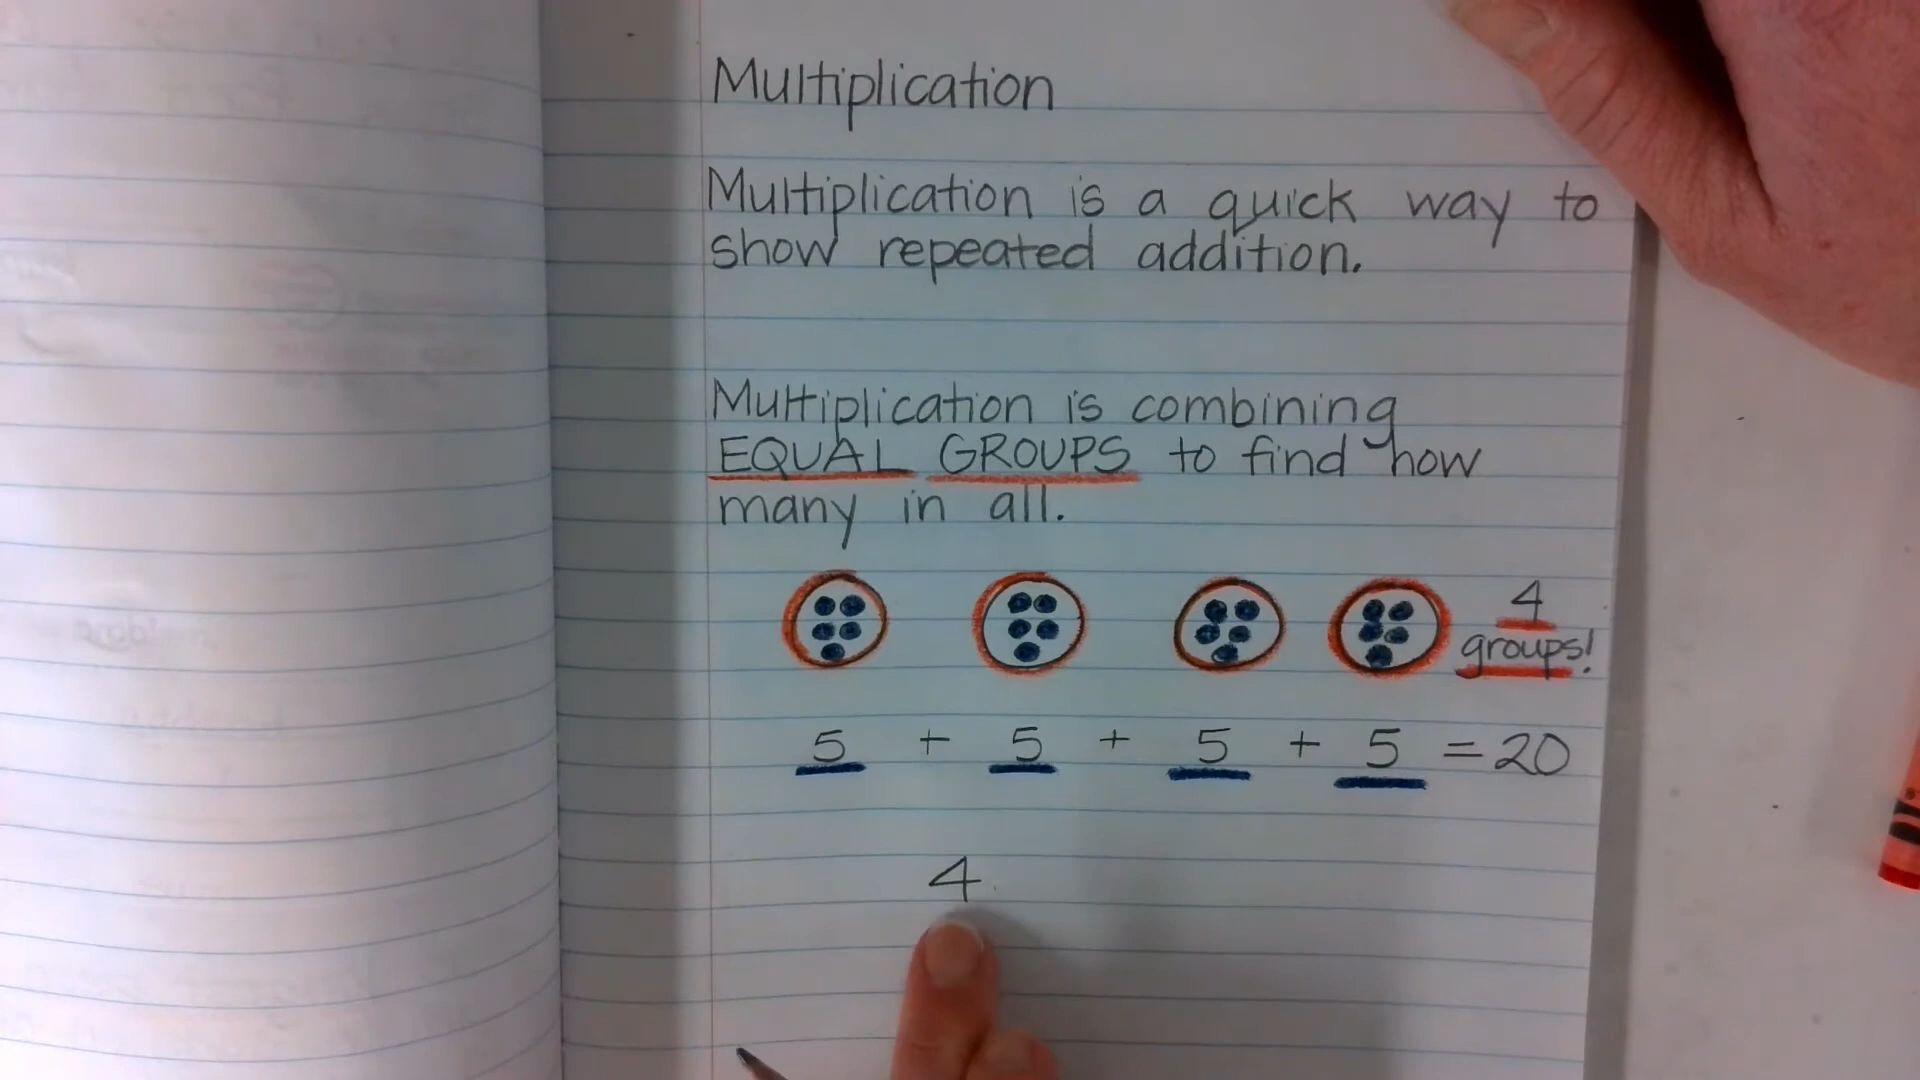 Multiplication
Multiplication is a quick way to
show repeated addition.
Multiplication is combining
EQUAL GROUPS to find how
many in all.
4
groups!
5 + 5 + 5 + 5 = 20
4